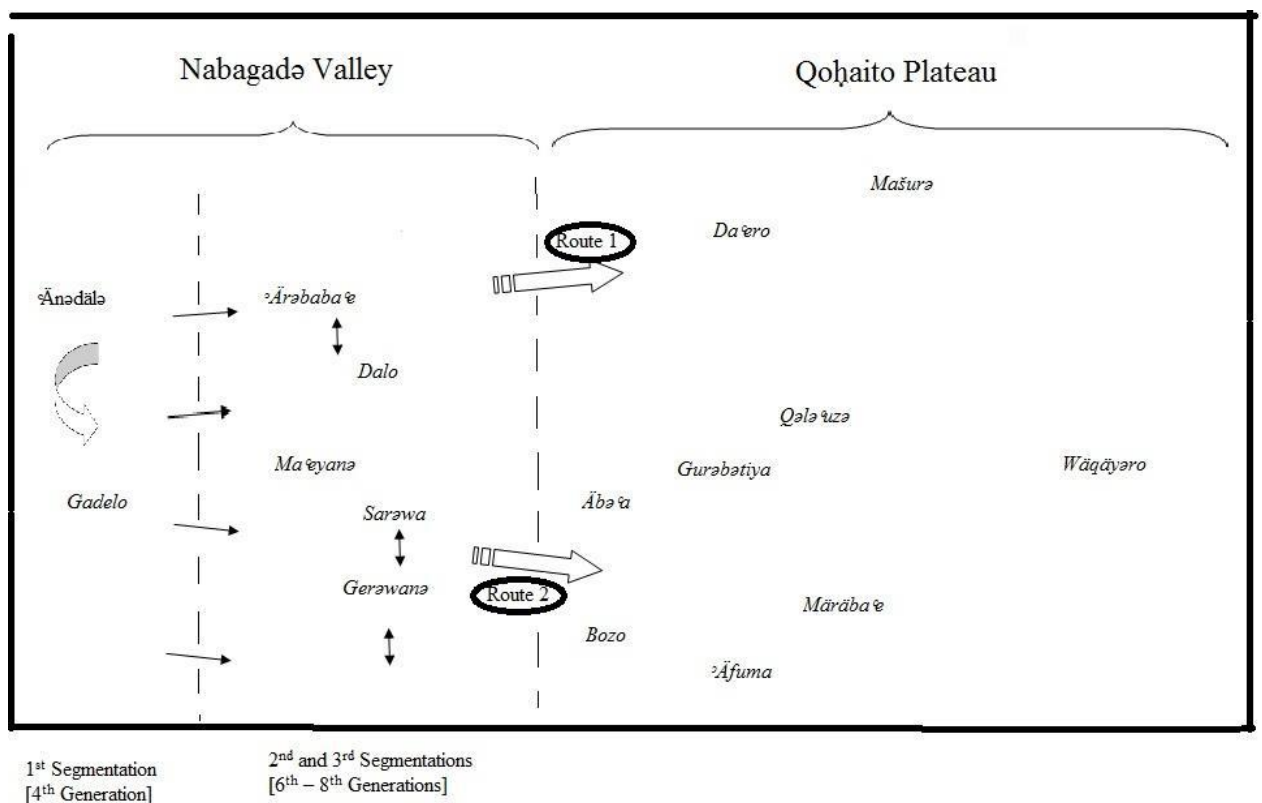 Nabagadə Valley
Qoḥaito Plateau
Mašurə
Daʿero
Route 1
ʿÄnədälə
ʾÄrəbabaʿe
Dalo
Qələʿuzə
Maʿeyanə
Gurəbətiya
Wäqäyəro
Gadelo
Äbəʿa
Sarəwa
Gerəwanə
Route 2
Märäbaʿe
Bozo
ʾÄfuma
1st Segmentation
[4th Generation]
2nd and 3rd Segmentations
[6th – 8th Generations]